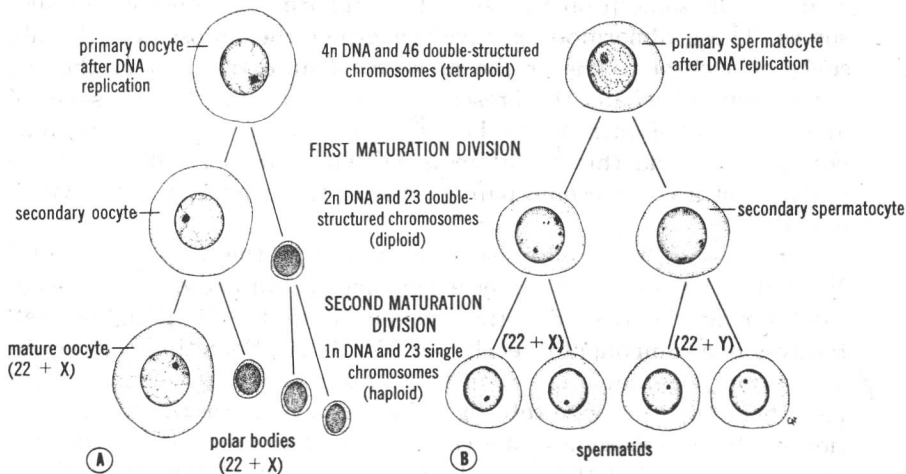 primary oocyte
after DNA
replication
4n DNA and 46 double-structured
chromosomes (tetraploid)
primary spermatocyte
after DNA replication
FIRST MATURATION DIVISION
secondary oocyte
2n DNA and 23 double-
structured chromosomes
(diploid)
secondary spermatocyte
SECOND MATURATION
DIVISION
mature oocyte
(22 + X)
1n DNA and 23 single
chromosomes
(haploid)
(22 + X)
(22 + Y)
polar bodies
(22 + X)
spermatids
A
B